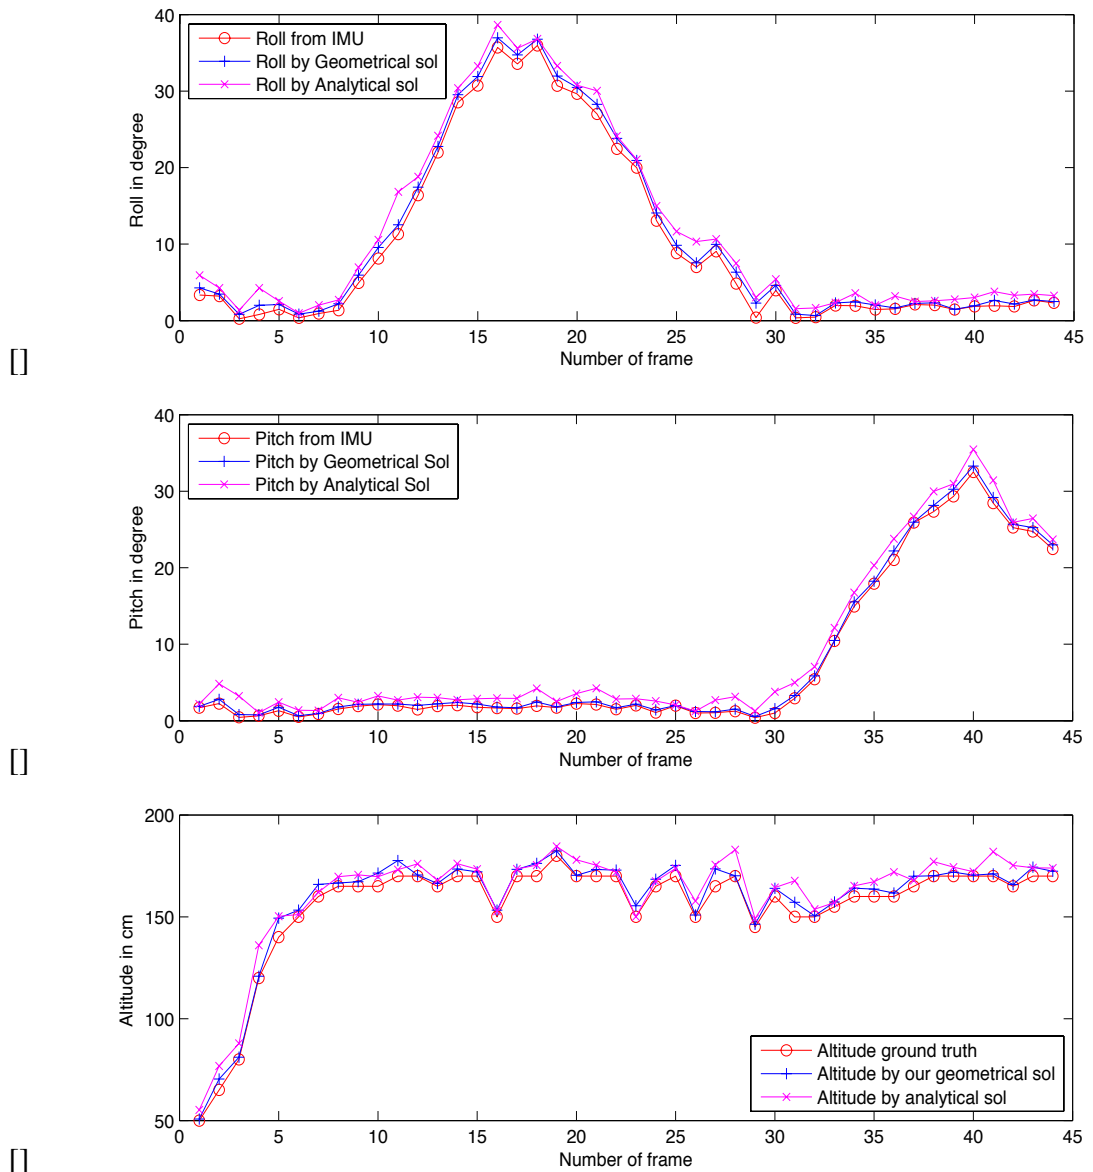 40
30
20
10
0
Roll in degree
Roll from IMU
Roll by Geometrical sol
Roll by Analytical sol
0 5 10 15 20 25 30 35 40 45
Number of frame
[]
40
30
20
10
0
Pitch in degree
Pitch from IMU
Pitch by Geometrical Sol
Pitch by Analytical Sol
0 5 10 15 20 25 30 35 40 45
Number of frame
[]
200
150
100
50
Altitude in cm
Altitude ground truth
Altitude by our geometrical sol
Altitude by analytical sol
0 5 10 15 20 25 30 35 40 45
Number of frame
[]